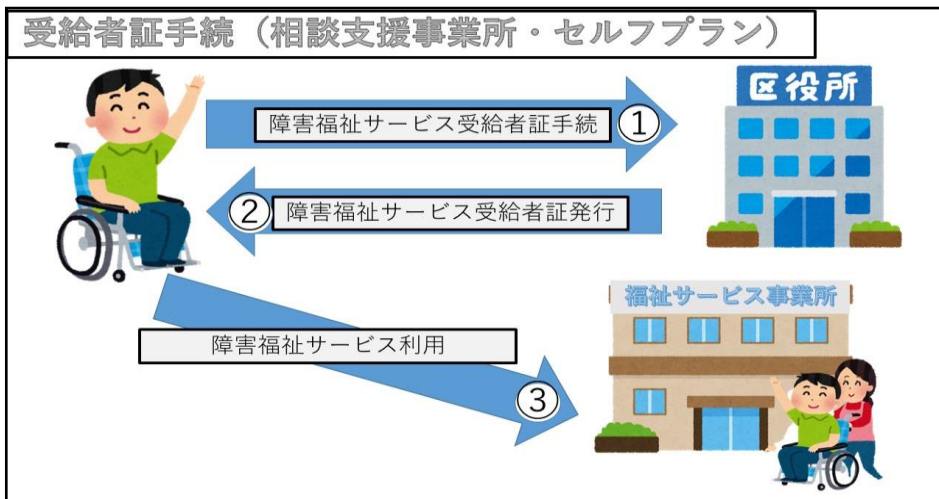 受給者証手続（相談支援事業所・セルフプラン）
区役所
障害福祉サービス受給者証手続 ①
② 障害福祉サービス受給者証発行
福祉サービス事業所
障害福祉サービス利用
③